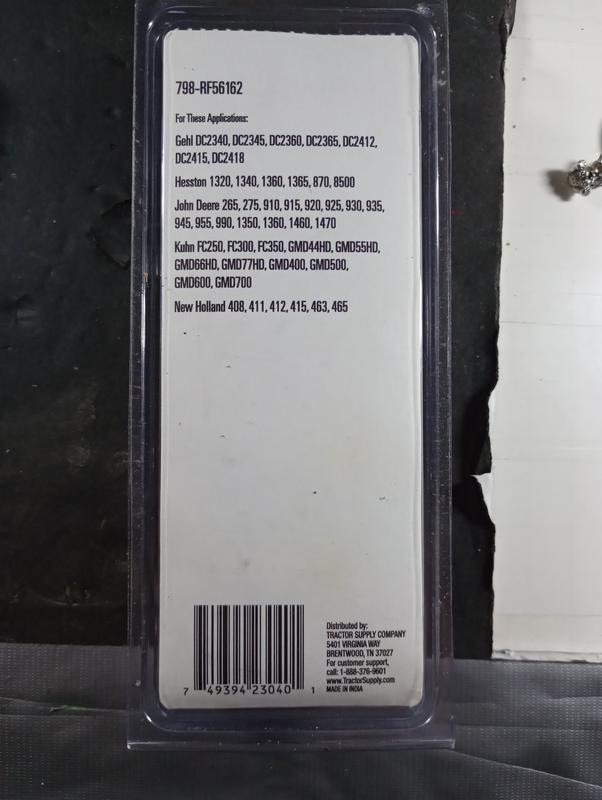 798-RF56162
For These Applications:
Gehl DC2340, DC2345, DC2360, DC2365, DC2412,
DC2415, DC2418
Hesston 1320, 1340, 1360, 1365, 870, 8500
John Deere 265, 275, 910, 915, 920, 925, 930, 935,
945, 955, 990, 1350, 1360, 1460, 1470
Kuhn FC250, FC300, FC350, GMD44HD, GMD55HD,
GMD66HD, GMD77HD, GMD400, GMD500,
GMD600, GMD700
New Holland 408, 411, 412, 415, 463, 465
7 49394 23040 1
Distributed by:
TRACTOR SUPPLY COMPANY
5401 VIRGINIA WAY
BRENTWOOD, TN 37027
For customer support,
call: 1-888-376-9601
www.TractorSupply.com
MADE IN INDIA